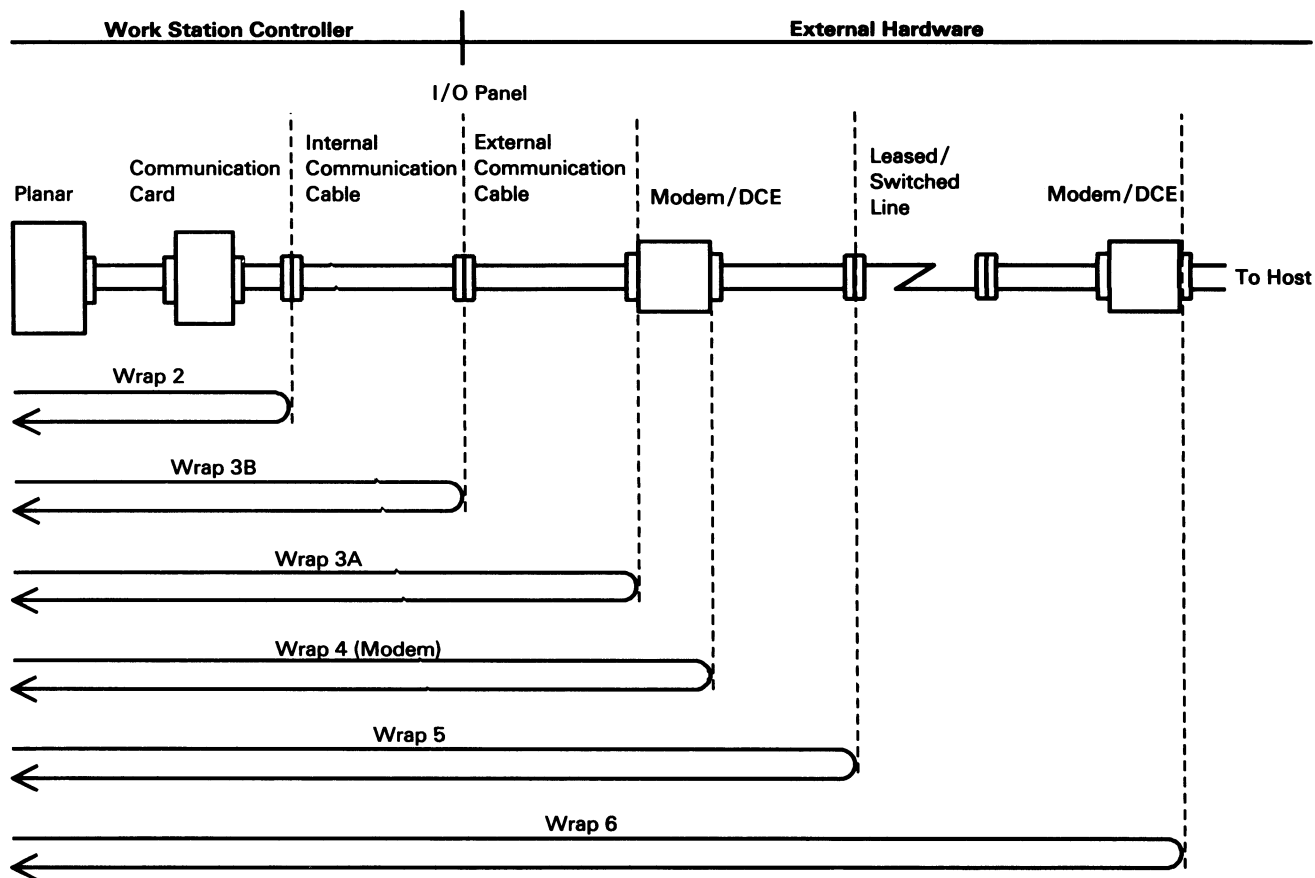 Work Station Controller
External Hardware
I/O Panel
Internal
Communication
Cable
External
Communication
Cable
Communication
Card
Planar
Modem/DCE
Leased/
Switched
Line
Modem/DCE
To Host
Wrap 2
Wrap 3B
Wrap 3A
Wrap 4 (Modem)
Wrap 5
Wrap 6